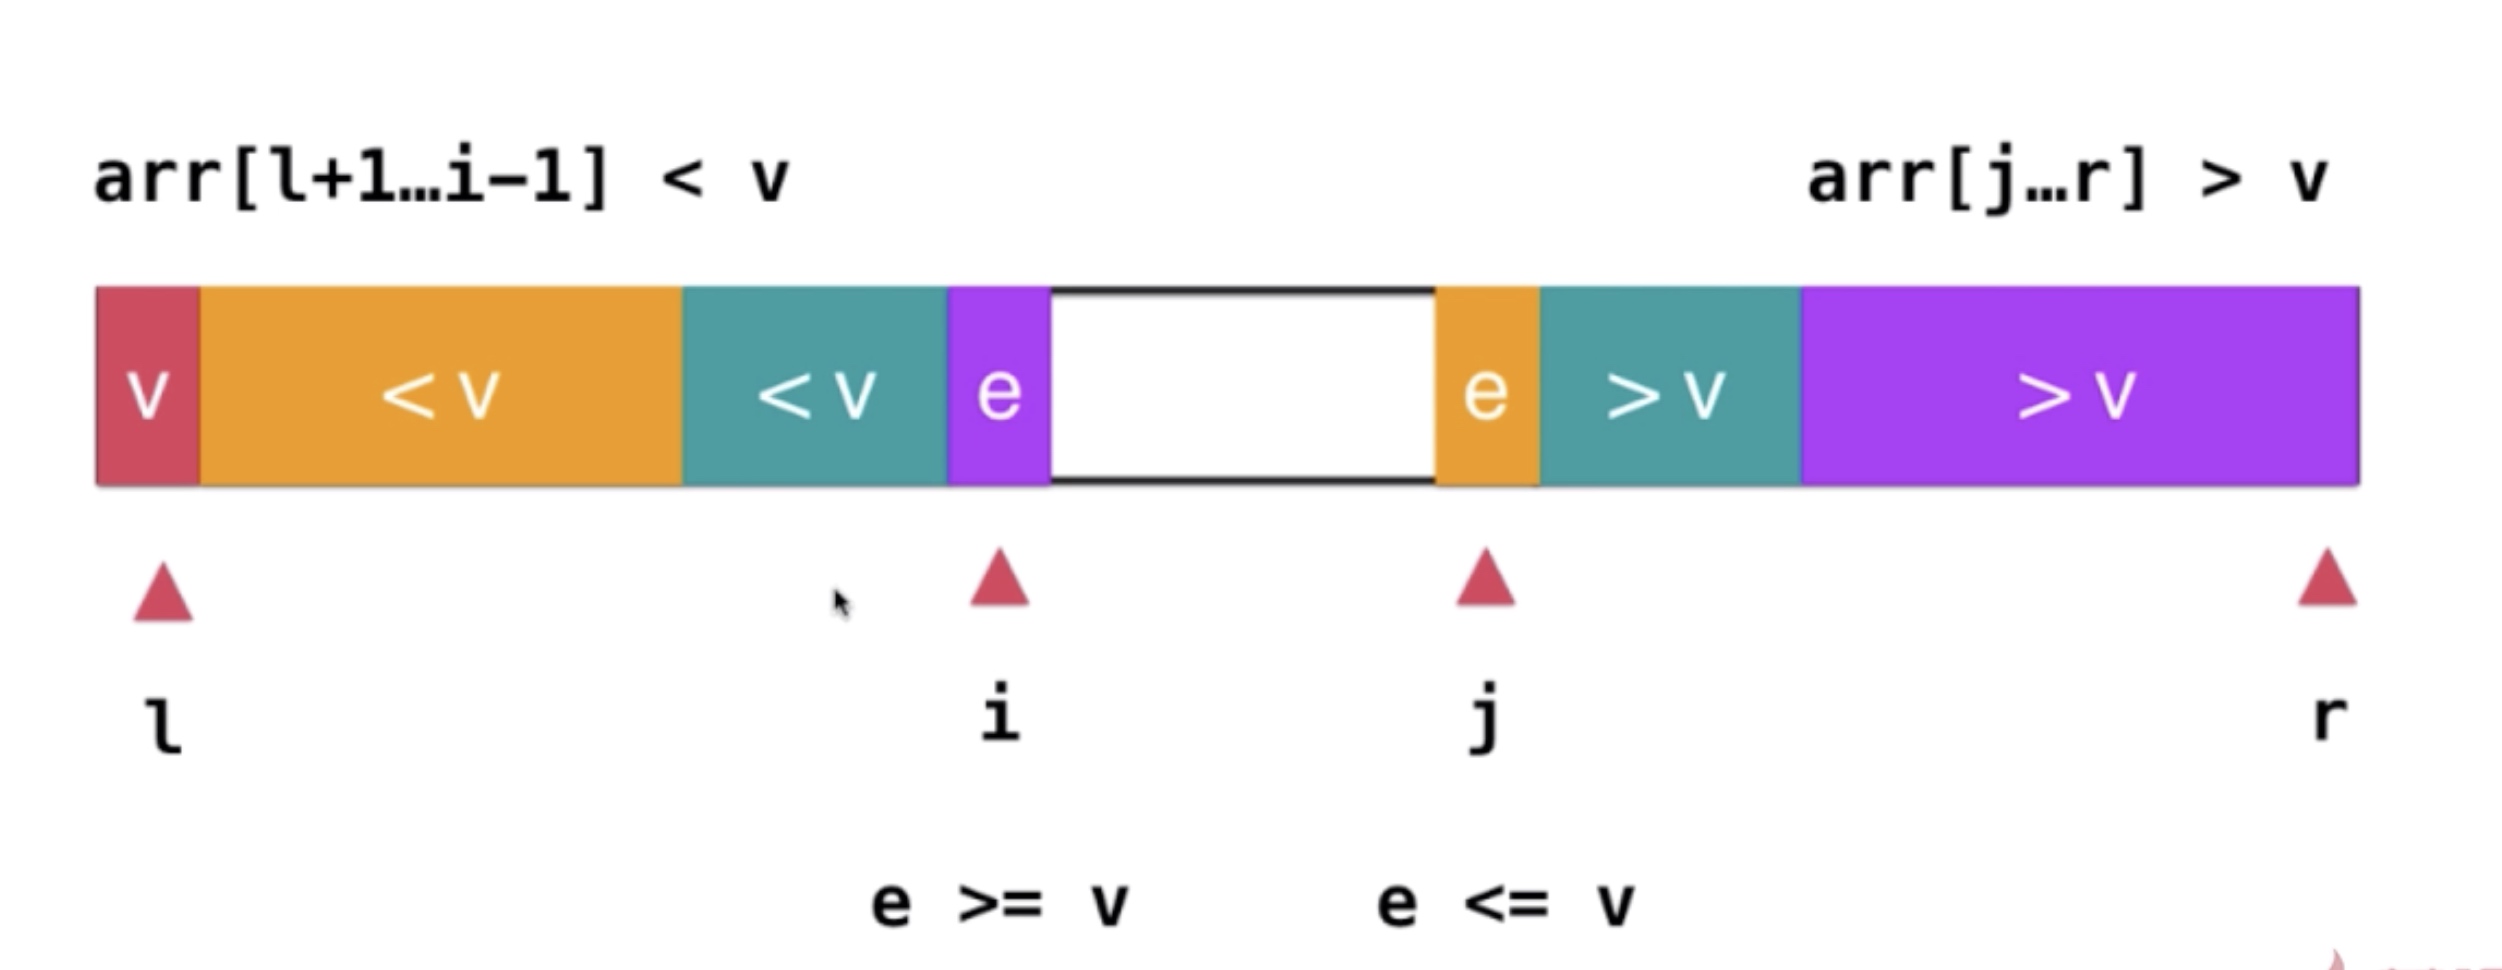 arr[l+1…i−1] < v arr[j…r] > v
v <v <v e e >v >v
l i j r
e >= v e <= v